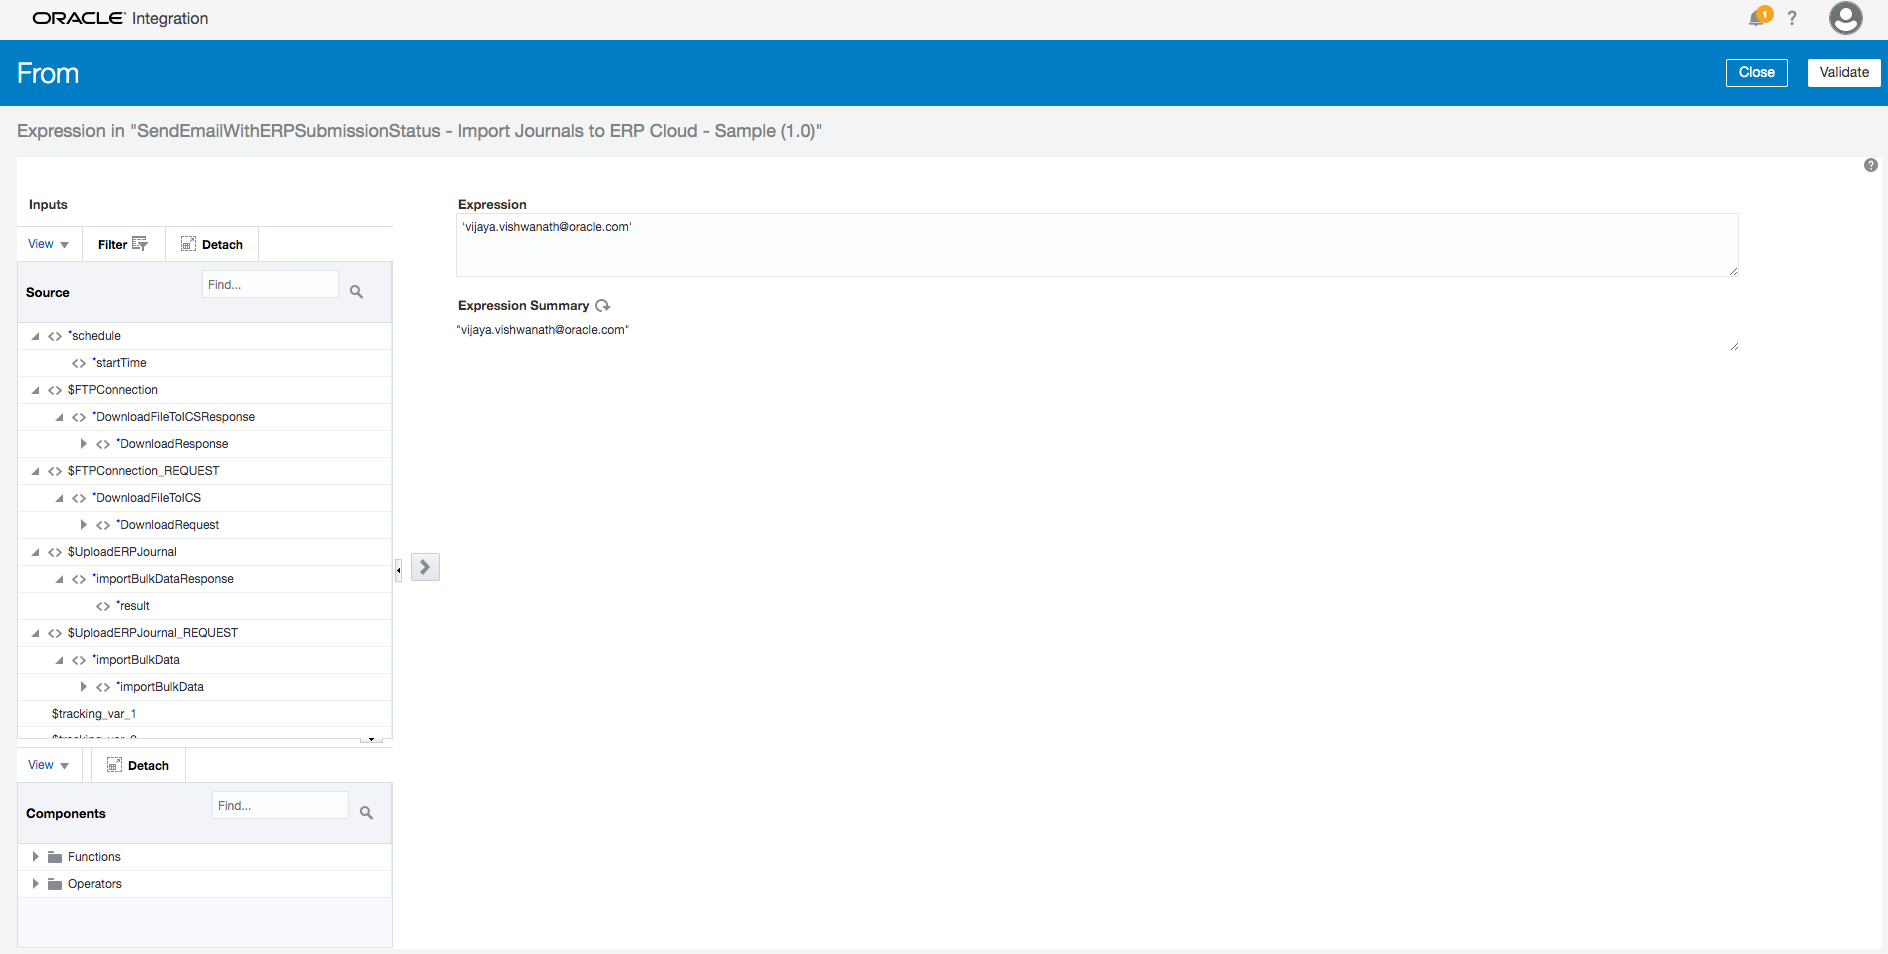 ORACLE Integration
1
?
From
Close
Validate
Expression in "SendEmailWithERPSubmissionStatus - Import Journals to ERP Cloud - Sample (1.0)"
?
Inputs
View
Filter
Detach
Source
Find...
<> *schedule
<> *startTime
<> $FTPConnection
<> *DownloadFileToICSResponse
<> *DownloadResponse
<> $FTPConnection_REQUEST
<> *DownloadFileToICS
<> *DownloadRequest
<> $UploadERPJournal
<> *importBulkDataResponse
<> *result
<> $UploadERPJournal_REQUEST
<> *importBulkData
<> *importBulkData
$tracking_var_1
$tracking_var_2
View
Detach
Components
Find...
Functions
Operators
Expression
'vijaya.vishwanath@oracle.com'
Expression Summary
"vijaya.vishwanath@oracle.com"